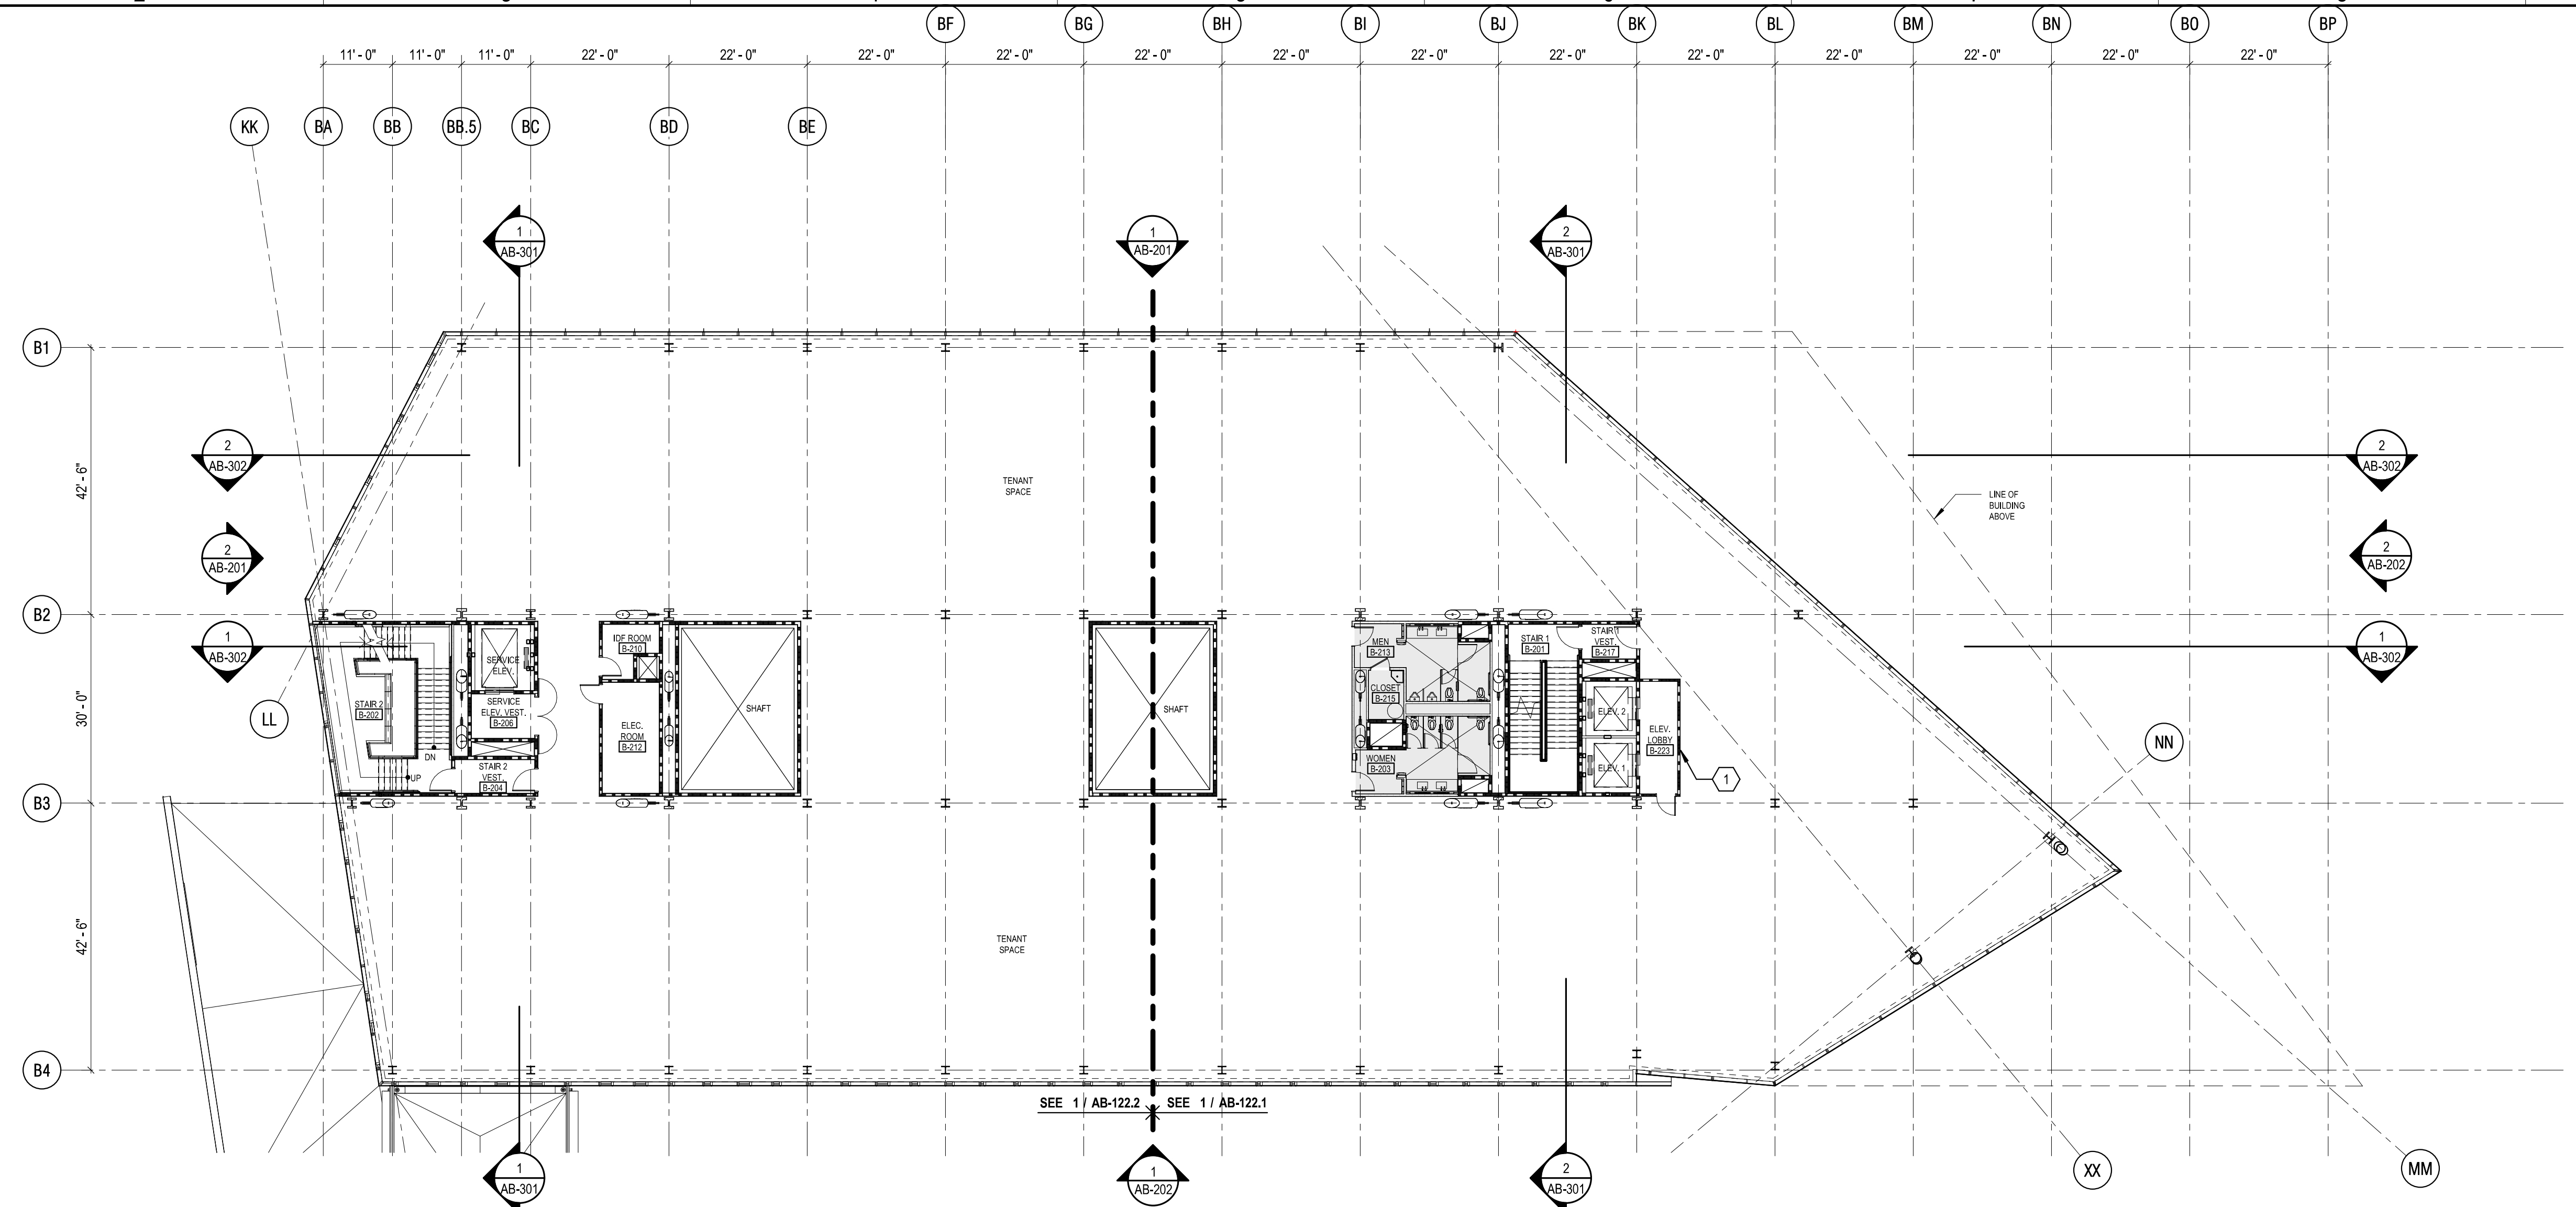 BF
BG
BH
BI
BJ
BK
BL
BM
BN
BO
BP
11' - 0"
11' - 0"
11' - 0"
22' - 0"
22' - 0"
22' - 0"
22' - 0"
22' - 0"
22' - 0"
22' - 0"
22' - 0"
22' - 0"
22' - 0"
22' - 0"
22' - 0"
22' - 0"
KK
BA
BB
BB.5
BC
BD
BE
1
AB-301
1
AB-201
2
AB-301
B1
42' - 6"
2
AB-302
TENANT
SPACE
2
AB-302
LINE OF
BUILDING
ABOVE
2
AB-201
2
AB-202
B2
1
AB-302
1
AB-302
30' - 0"
LL
STAIR 2
B-202
DN
UP
SERVICE
ELEV.
SERVICE
ELEV. VEST.
B-206
STAIR 2
VEST.
B-204
IDF ROOM
B-210
ELEC.
ROOM
B-212
SHAFT
SHAFT
MEN
B-213
CLOSET
B-215
WOMEN
B-203
STAIR 1
B-201
STAIR 1
VEST.
B-217
ELEV. 2
ELEV. 1
ELEV.
LOBBY
B-223
1
NN
B3
42' - 6"
TENANT
SPACE
B4
SEE 1 / AB-122.2
SEE 1 / AB-122.1
1
AB-301
1
AB-202
2
AB-301
XX
MM